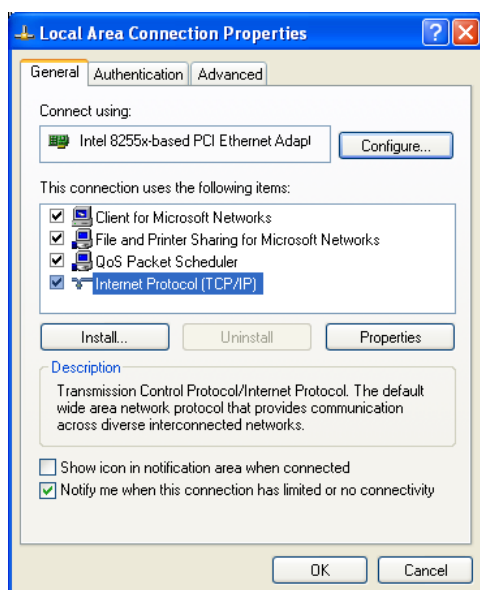 Local Area Connection Properties
General Authentication Advanced
Connect using:
Intel 8255x-based PCI Ethernet Adapt
Configure...
This connection uses the following items:
Client for Microsoft Networks
File and Printer Sharing for Microsoft Networks
QoS Packet Scheduler
Internet Protocol (TCP/IP)
Install... Uninstall Properties
Description
Transmission Control Protocol/Internet Protocol. The default
wide area network protocol that provides communication
across diverse interconnected networks.
Show icon in notification area when connected
Notify me when this connection has limited or no connectivity
OK Cancel